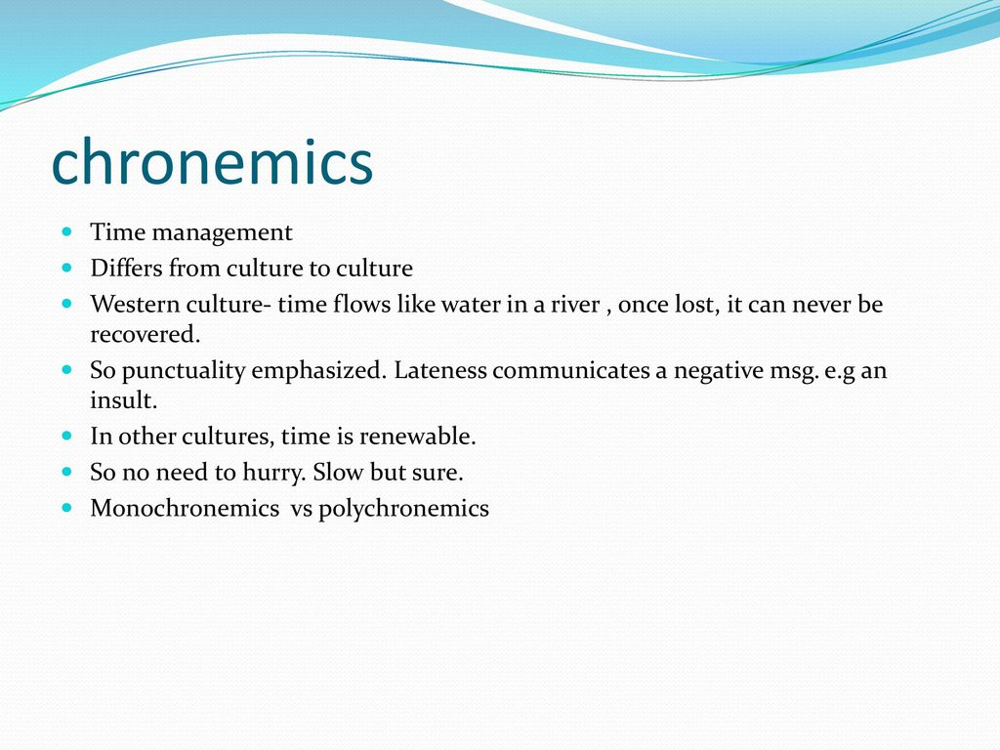 chronemics
Time management
Differs from culture to culture
Western culture- time flows like water in a river , once lost, it can never be
recovered.
So punctuality emphasized. Lateness communicates a negative msg. e.g an
insult.
In other cultures, time is renewable.
So no need to hurry. Slow but sure.
Monochronemics  vs polychronemics